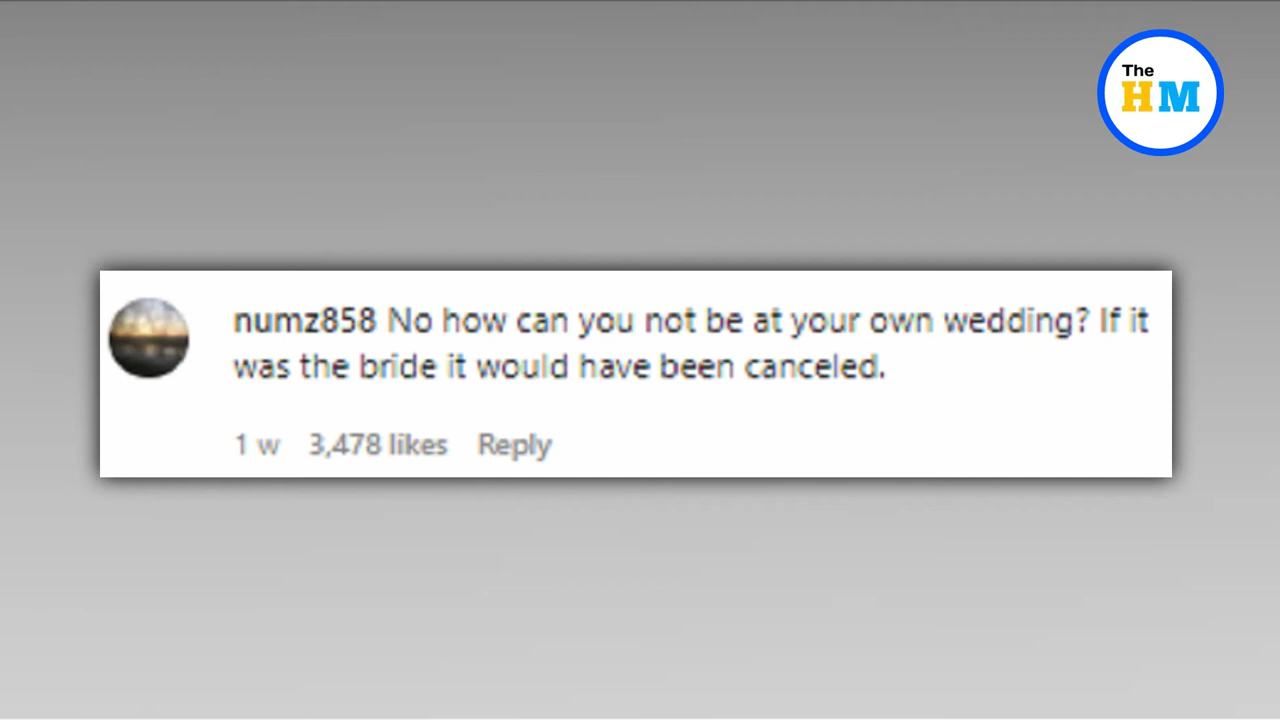 The
HM
numz858 No how can you not be at your own wedding? If it
was the bride it would have been canceled.
1 w 3,478 likes Reply